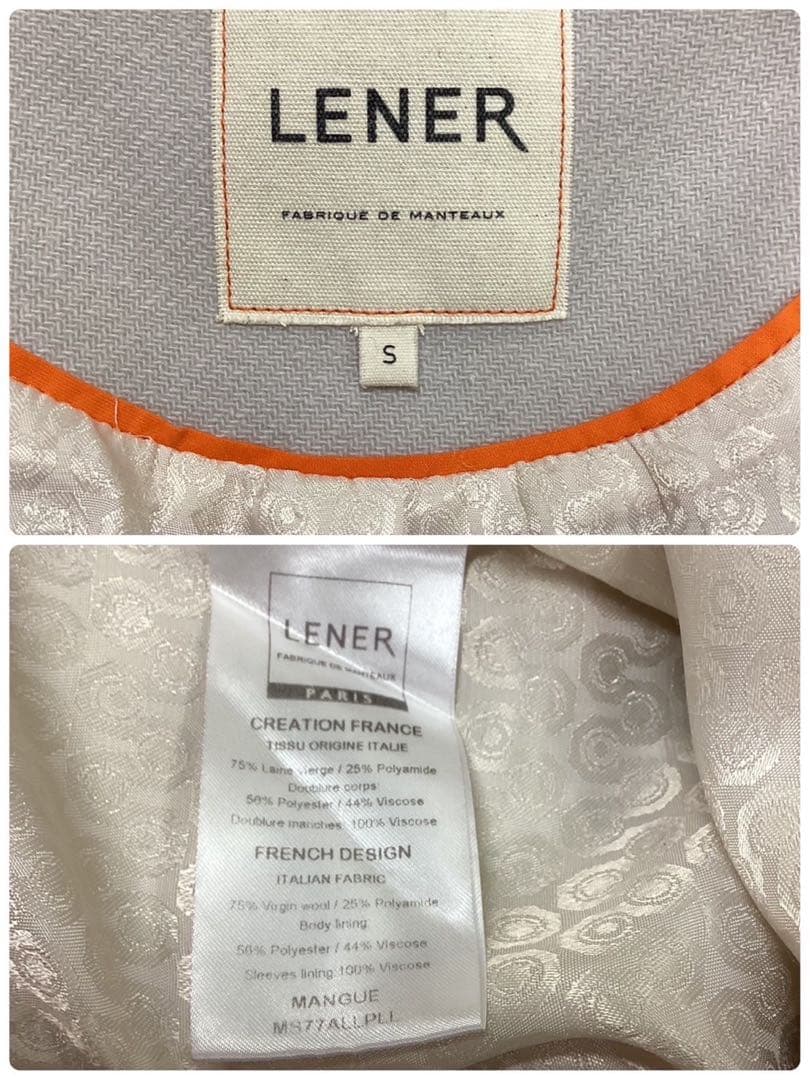 LENER
FABRIQUE DE MANTEAUX
S
LENER
FABRIQUE DE MANTEAUX
PARIS
CREATION FRANCE
TISSU ORIGINE ITALIE
75% Laine vierge / 25% Polyamide
Doublure corps:
56% Polyester / 44% Viscose
Doublure manches: 100% Viscose
FRENCH DESIGN
ITALIAN FABRIC
75% Virgin wool / 25% Polyamide
Body lining:
56% Polyester / 44% Viscose
Sleeves lining: 100% Viscose
MANGUE
MS77ALLPLL